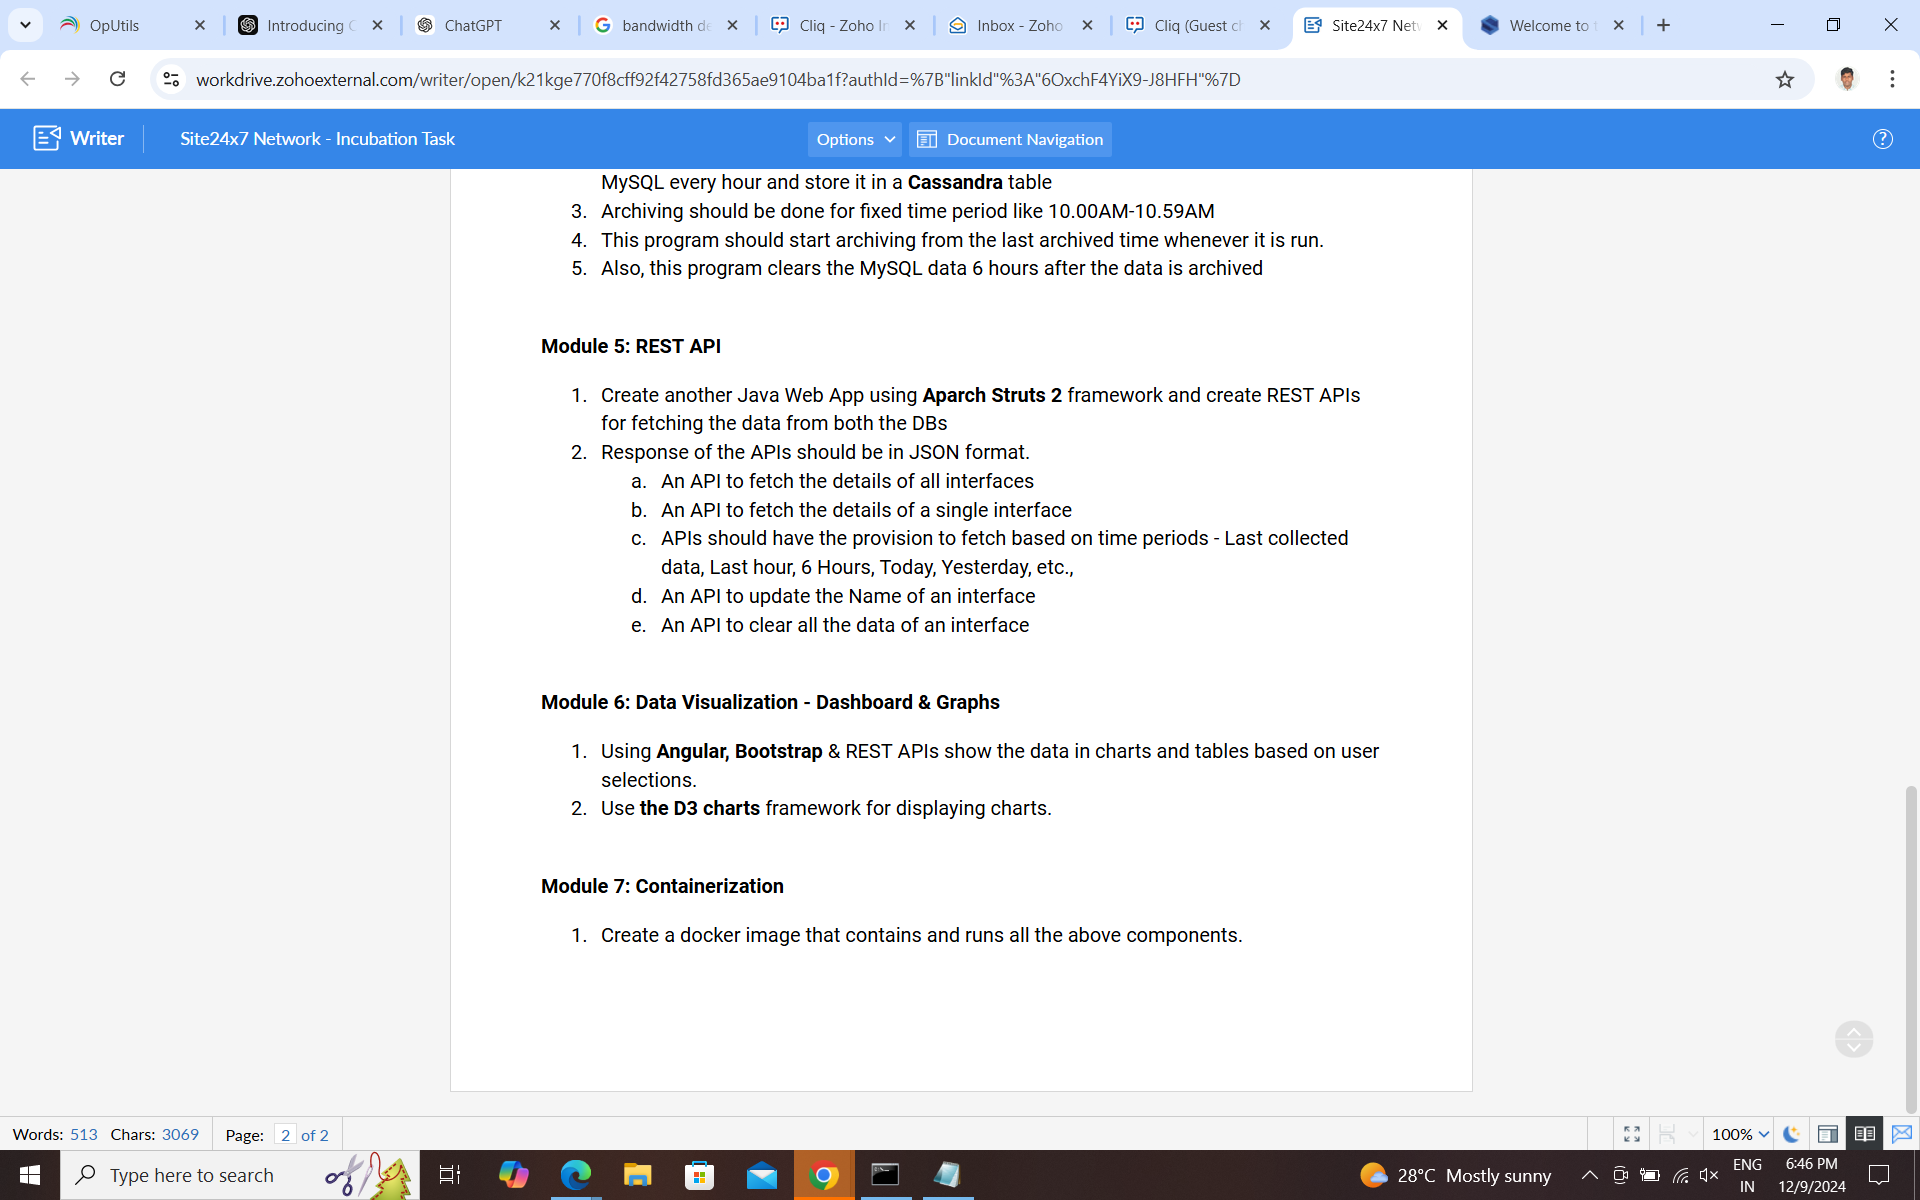 OpUtils
Introducing C
ChatGPT
bandwidth de
Cliq - Zoho In
Inbox - Zoho
Cliq (Guest ch
Site24x7 Netw
Welcome to t
workdrive.zohoexternal.com/writer/open/k21kge770f8cff92f42758fd365ae9104ba1f?authId=%7B"linkId"%3A"6OxchF4YiX9-J8HFH"%7D
Writer
Site24x7 Network - Incubation Task
Options
Document Navigation
MySQL every hour and store it in a Cassandra table
3. Archiving should be done for fixed time period like 10.00AM-10.59AM
4. This program should start archiving from the last archived time whenever it is run.
5. Also, this program clears the MySQL data 6 hours after the data is archived
Module 5: REST API
1. Create another Java Web App using Aparch Struts 2 framework and create REST APIs
for fetching the data from both the DBs
2. Response of the APIs should be in JSON format.
a. An API to fetch the details of all interfaces
b. An API to fetch the details of a single interface
c. APIs should have the provision to fetch based on time periods - Last collected
data, Last hour, 6 Hours, Today, Yesterday, etc.,
d. An API to update the Name of an interface
e. An API to clear all the data of an interface
Module 6: Data Visualization - Dashboard & Graphs
1. Using Angular, Bootstrap & REST APIs show the data in charts and tables based on user
selections.
2. Use the D3 charts framework for displaying charts.
Module 7: Containerization
1. Create a docker image that contains and runs all the above components.
Words: 513 Chars: 3069 Page: 2 of 2
100%
Type here to search
28°C Mostly sunny
ENG
IN
6:46 PM
12/9/2024